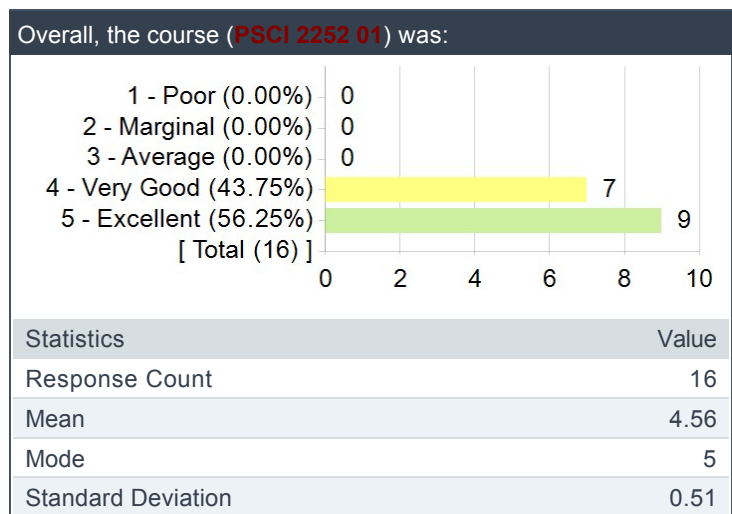 Overall, the course (PSCI 2252 01) was:
1 - Poor (0.00%) 0
2 - Marginal (0.00%) 0
3 - Average (0.00%) 0
4 - Very Good (43.75%) 7
5 - Excellent (56.25%) 9
[ Total (16) ]
0 2 4 6 8 10
Statistics Value
Response Count 16
Mean 4.56
Mode 5
Standard Deviation 0.51